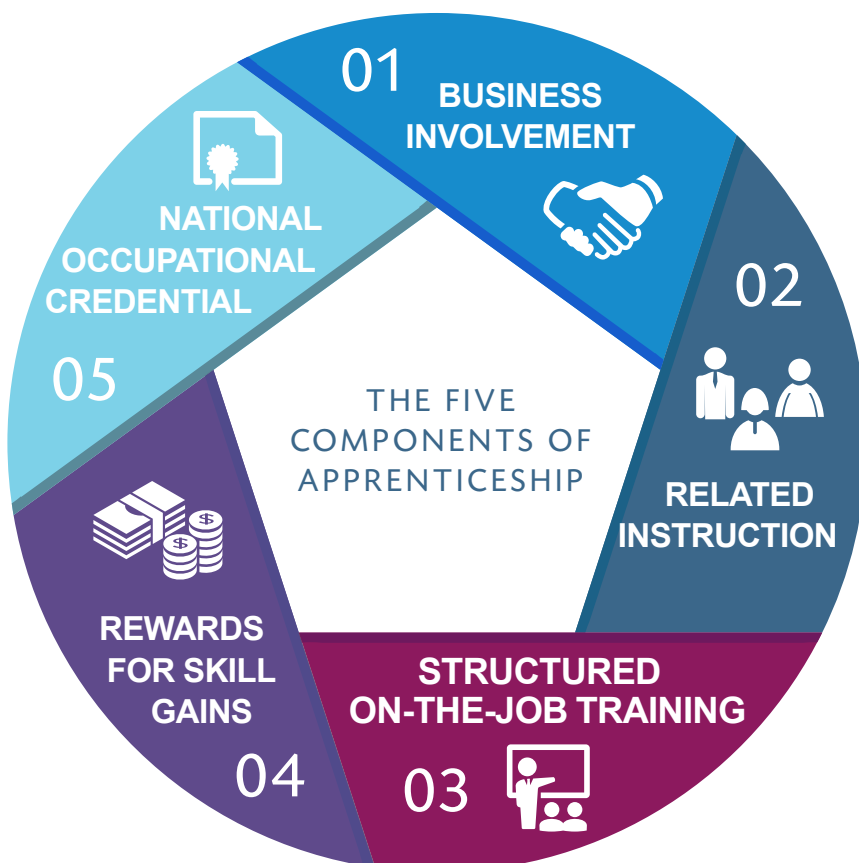 THE FIVE
COMPONENTS OF
APPRENTICESHIP
01
BUSINESS
INVOLVEMENT
02
RELATED
INSTRUCTION
STRUCTURED
ON-THE-JOB TRAINING
03
REWARDS
FOR SKILL
GAINS
04
NATIONAL
OCCUPATIONAL
CREDENTIAL
05
$
$